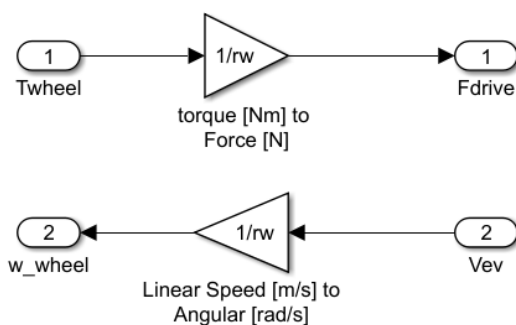 1
1/rw
1
Twheel
Fdrive
torque [Nm] to
Force [N]
2
1/rw
2
w_wheel
Vev
Linear Speed [m/s] to
Angular [rad/s]